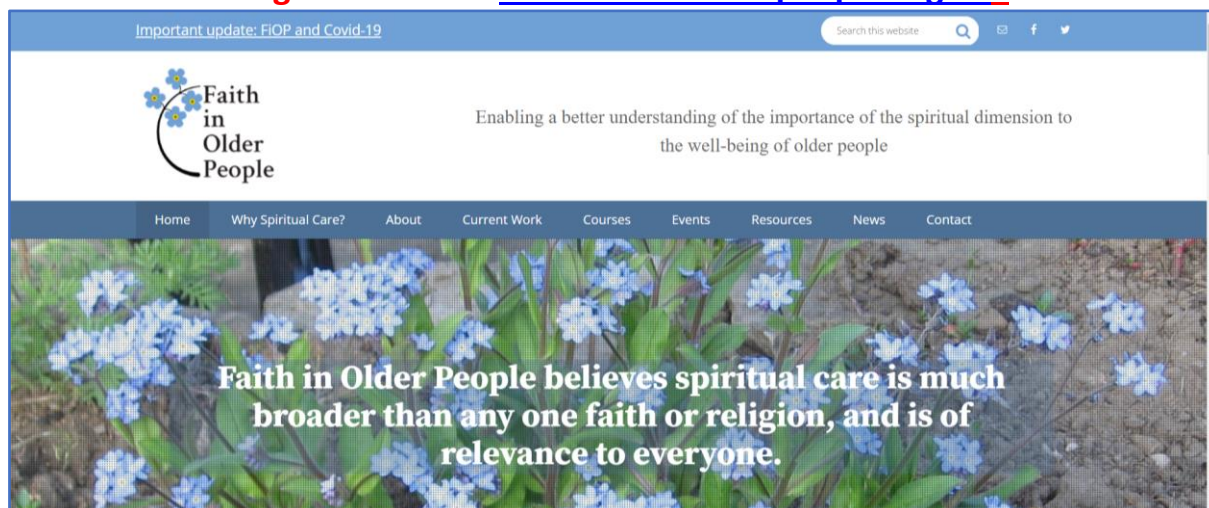 Important update: FiOP and Covid-19
Search this website
Faith
in
Older
People
Enabling a better understanding of the importance of the spiritual dimension to
the well-being of older people
Home Why Spiritual Care? About Current Work Courses Events Resources News Contact
Faith in Older People believes spiritual care is much
broader than any one faith or religion, and is of
relevance to everyone.